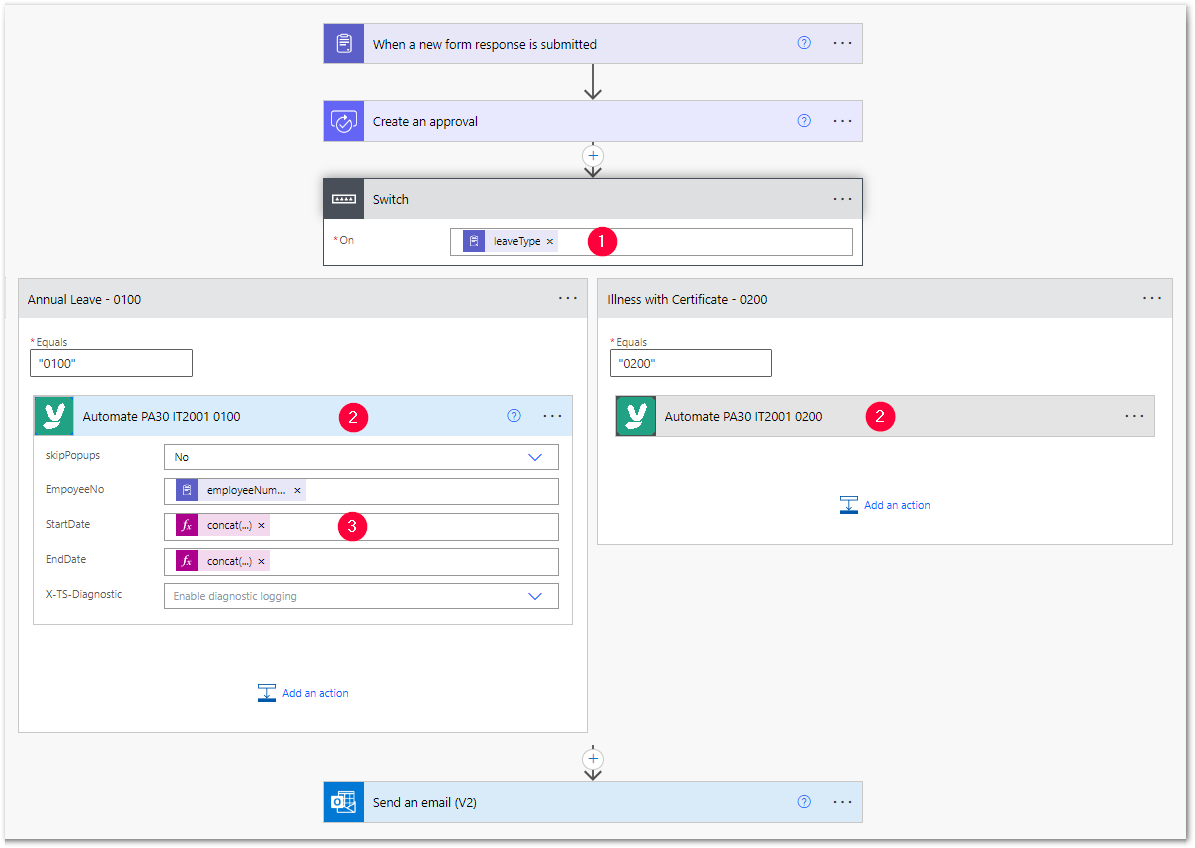 When a new form response is submitted
Create an approval
Switch
*On
leaveType ×
1
Annual Leave - 0100
*Equals
"0100"
Automate PA30 IT2001 0100
2
skipPopups
No
EmpoyeeNo
employeeNum... ×
StartDate
fx concat(...) ×
3
EndDate
fx concat(...) ×
X-TS-Diagnostic
Enable diagnostic logging
Add an action
Illness with Certificate - 0200
*Equals
"0200"
Automate PA30 IT2001 0200
2
Add an action
Send an email (V2)